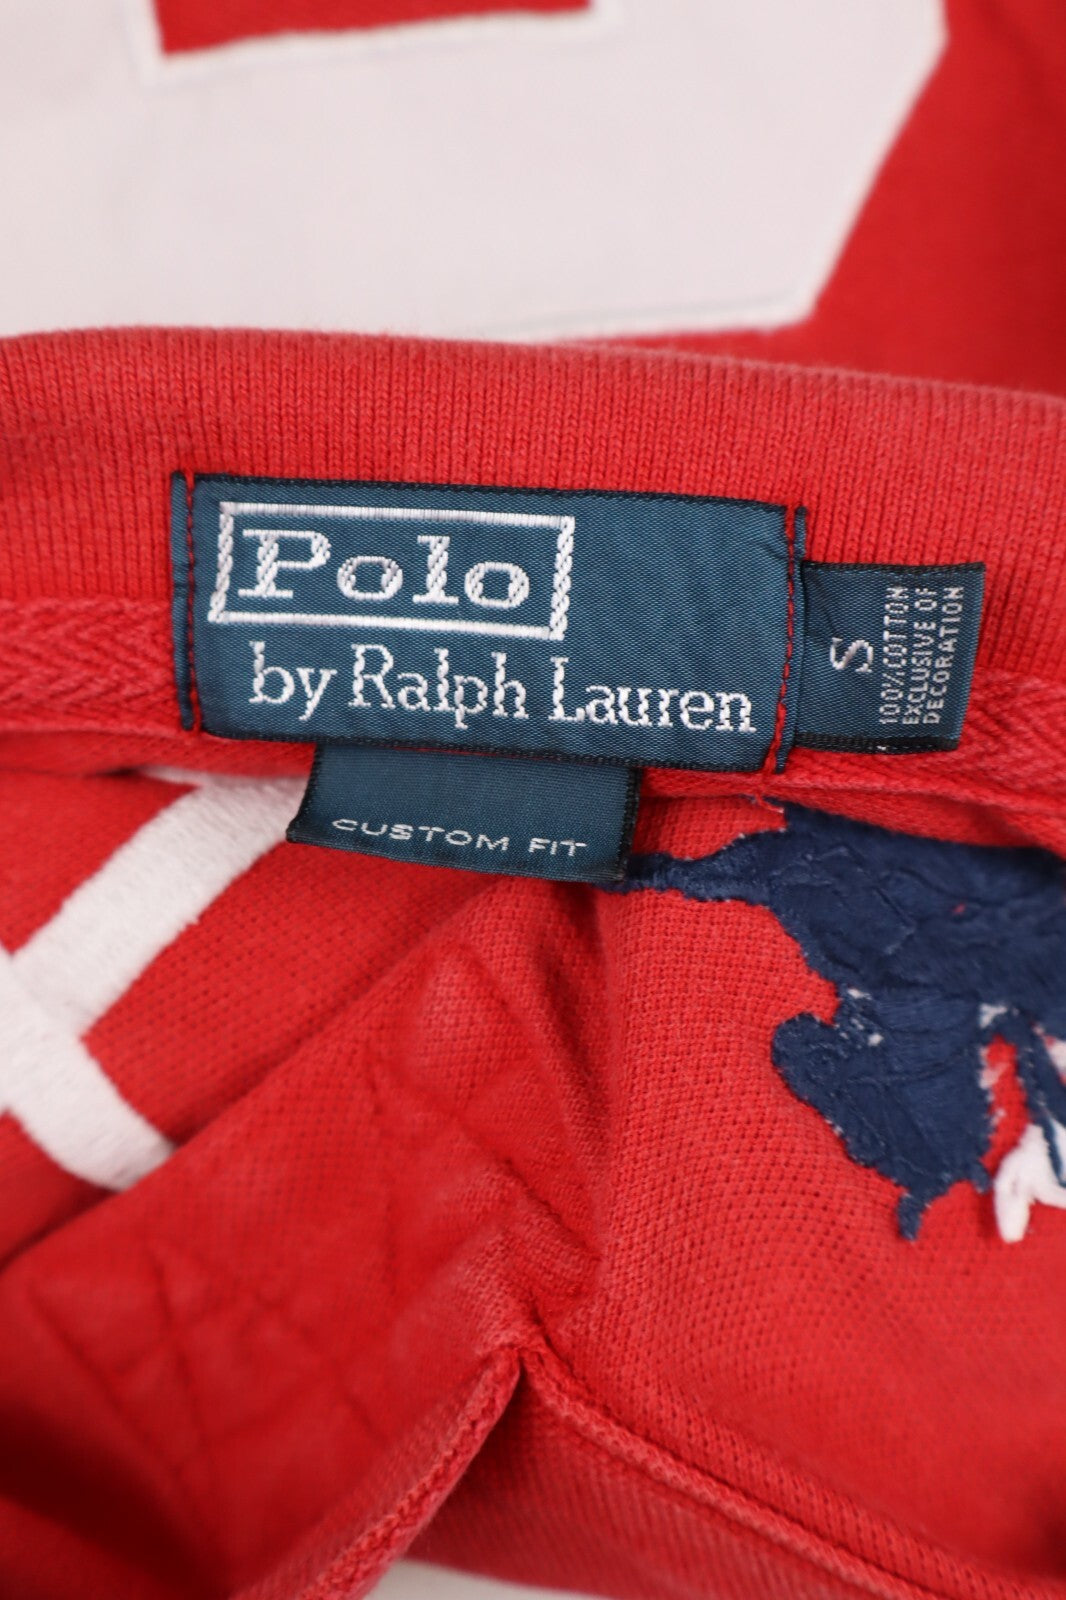 Polo
by Ralph Lauren
S
100% COTTON
EXCLUSIVE OF
DECORATION
CUSTOM FIT